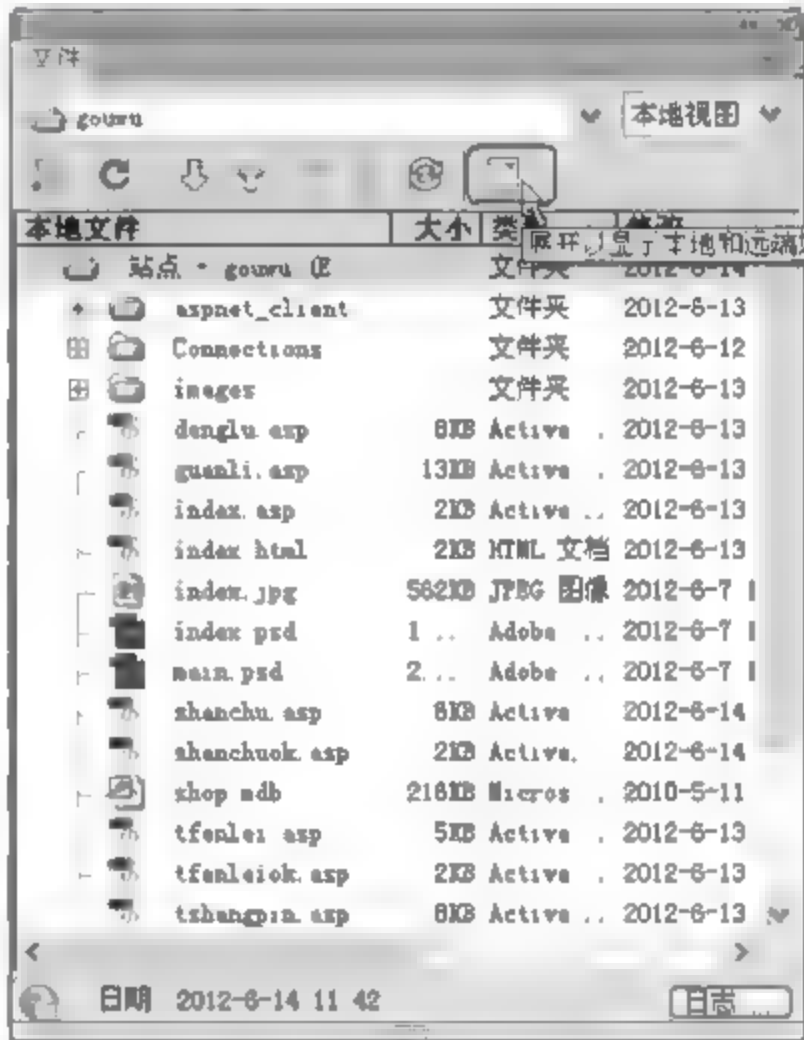 文件
gouwu 本地视图
本地文件 大小
展开以显示本地和远端
站点 - gouwu (E 文件夹 2012-6-14
aspnet_client 文件夹 2012-6-13
Connections 文件夹 2012-6-12
images 文件夹 2012-6-13
denglu.asp 8KB Active . 2012-6-13
guanli.asp 13KB Active .. 2012-6-13
index.asp 2KB Active .. 2012-6-13
index.html 2KB HTML 文档 2012-6-13
index.jpg 562KB JPEG 图像 2012-6-7
index.psd 1 .. Adobe .. 2012-6-7
main.psd 2... Adobe .. 2012-6-7
shanchu.asp 6KB Active 2012-6-14
shanchuok.asp 2KB Active. 2012-6-14
shop.mdb 216KB Micros . 2010-5-11
tfenlei.asp 5KB Active . 2012-6-13
tfenleiok.asp 2KB Active . 2012-6-13
tshangpin.asp 8KB Active .. 2012-6-13
日期 2012-6-14 11:42 日志...